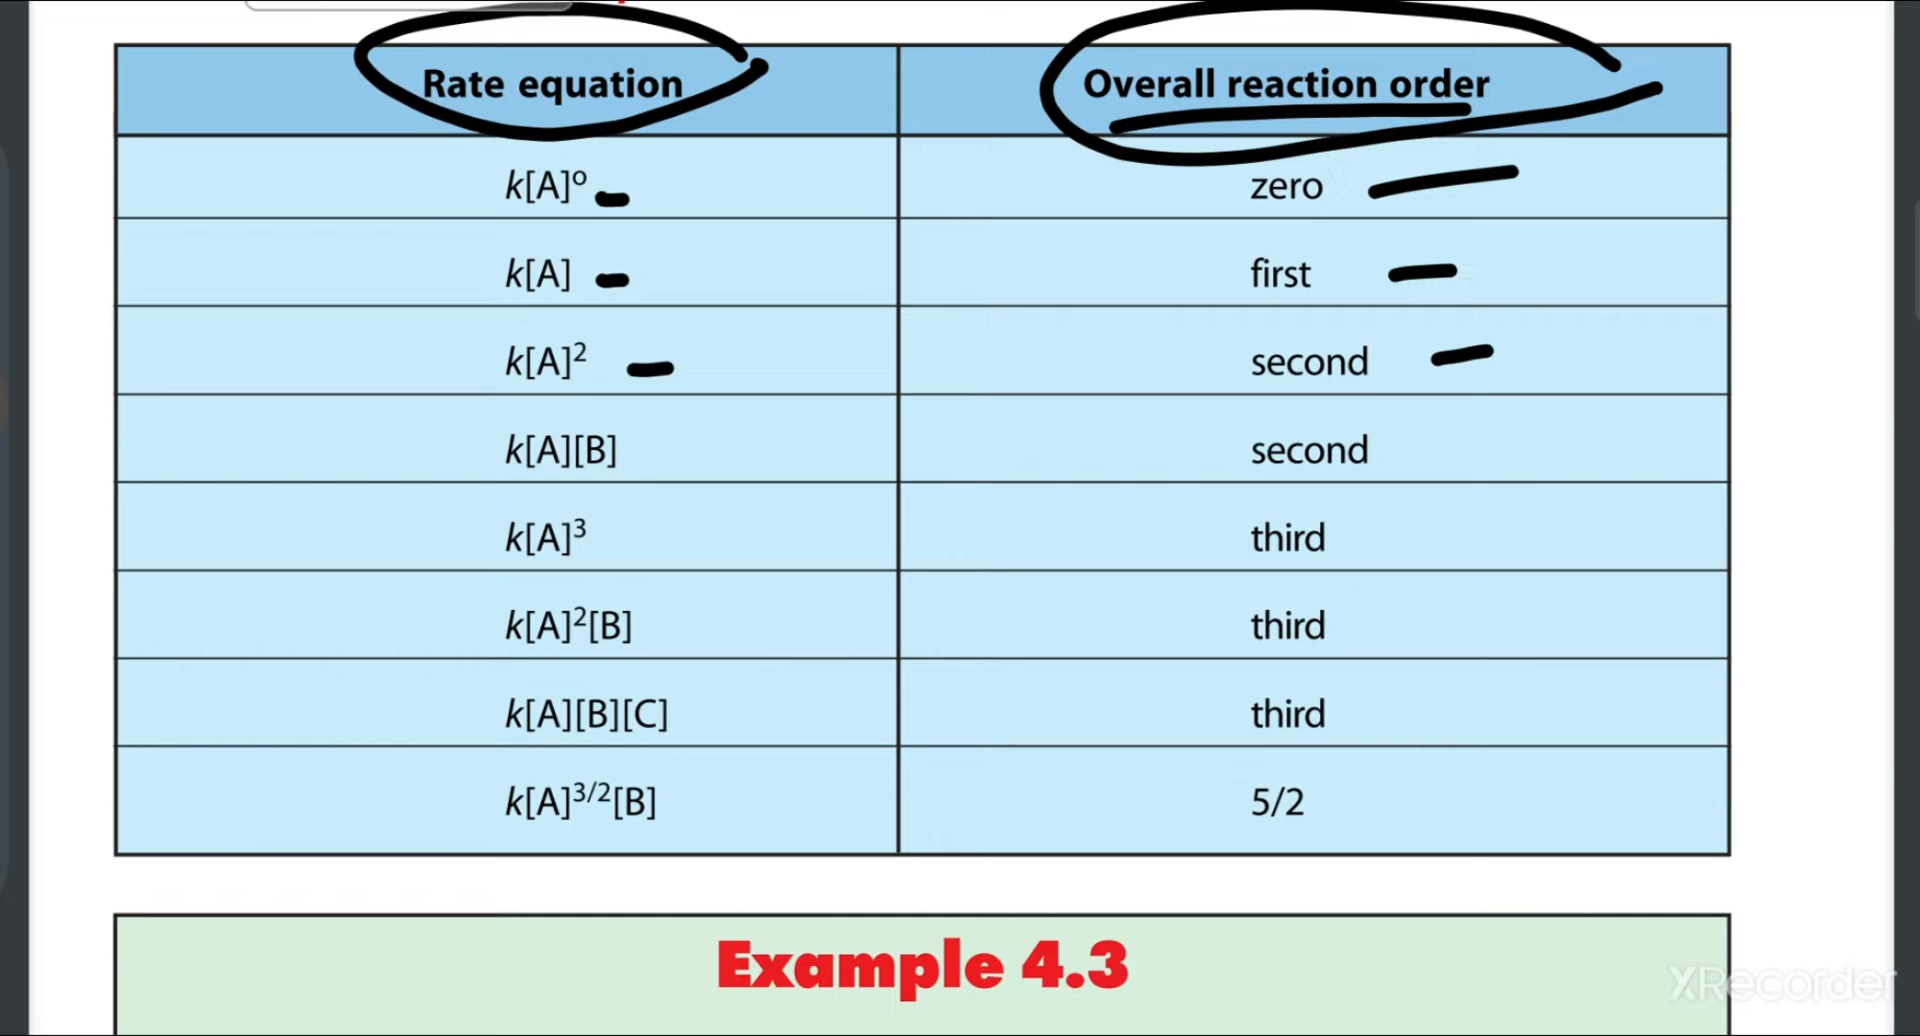 Rate equation Overall reaction order
k[A]⁰ zero
k[A] first
k[A]² second
k[A][B] second
k[A]³ third
k[A]²[B] third
k[A][B][C] third
k[A]³/²[B] 5/2
Example 4.3
XRecorder